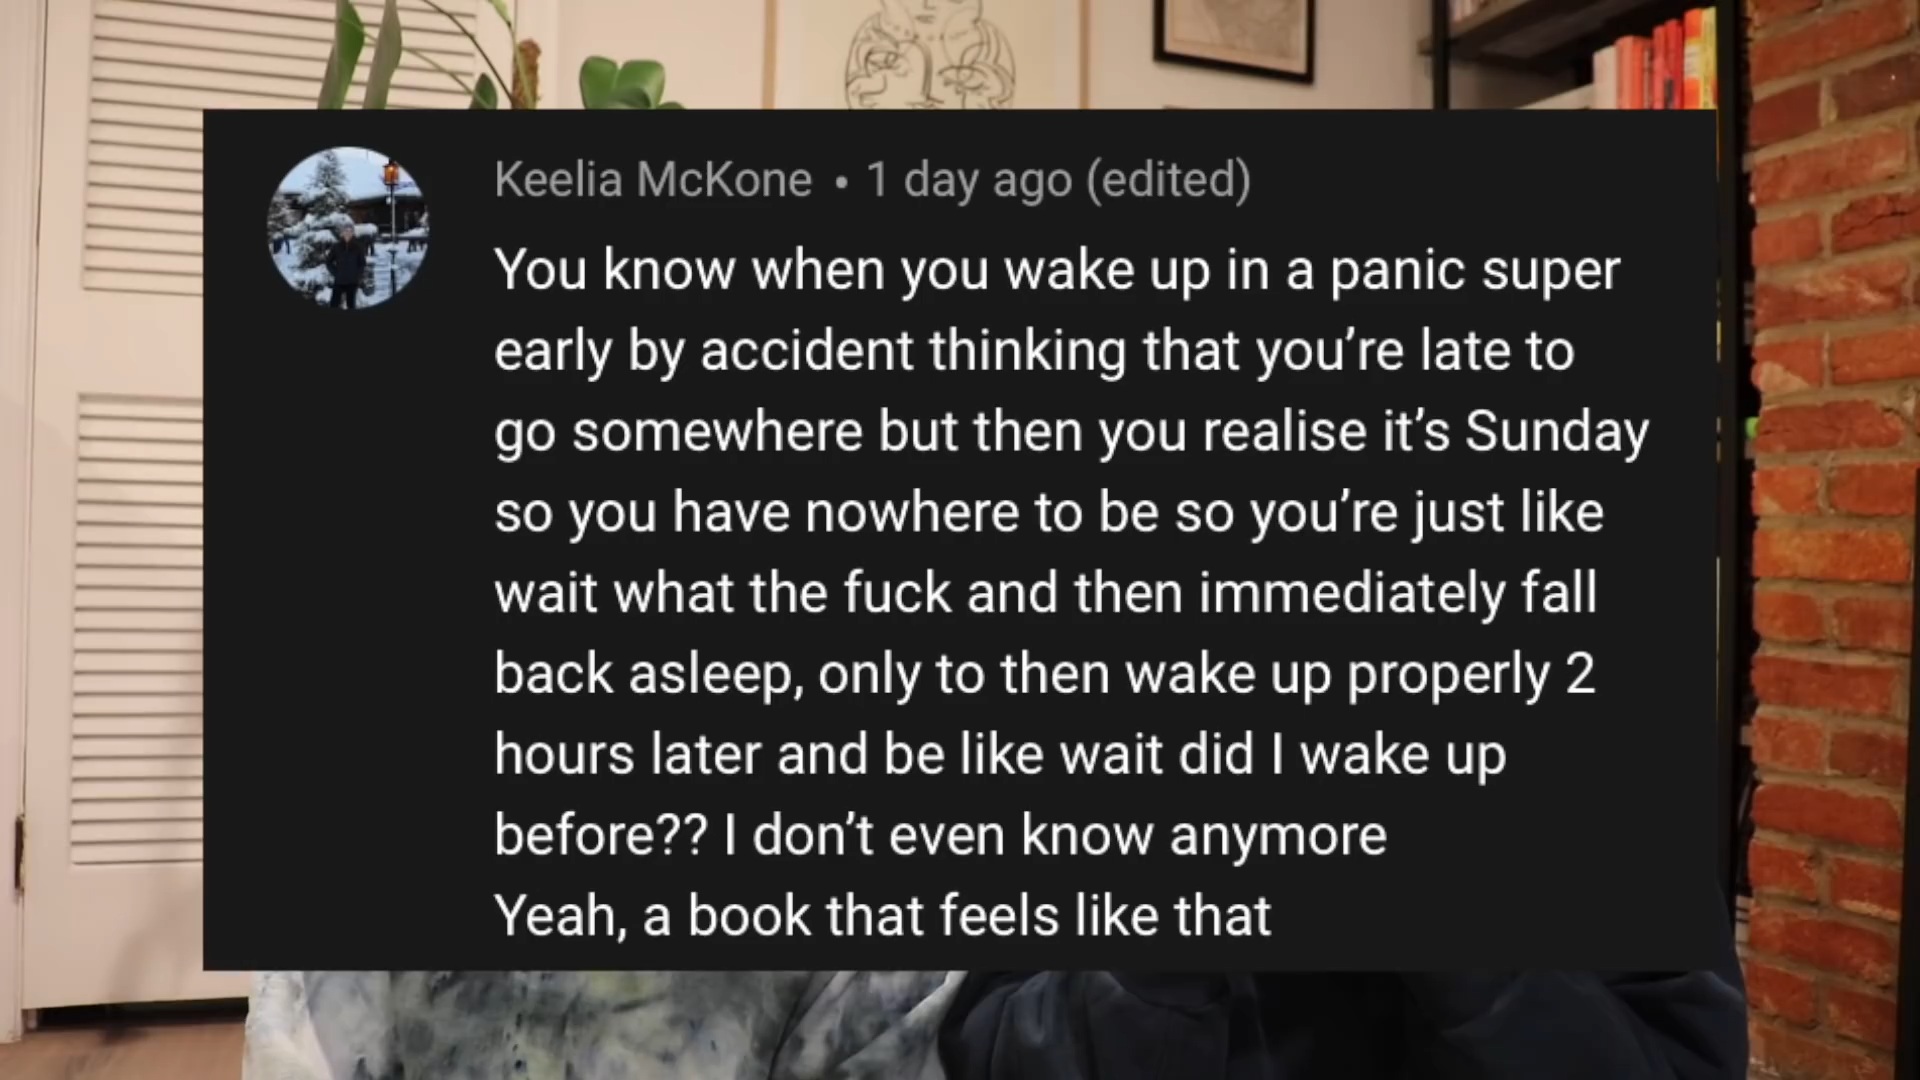 Keelia McKone • 1 day ago (edited)
You know when you wake up in a panic super
early by accident thinking that you’re late to
go somewhere but then you realise it’s Sunday
so you have nowhere to be so you’re just like
wait what the fuck and then immediately fall
back asleep, only to then wake up properly 2
hours later and be like wait did I wake up
before?? I don’t even know anymore
Yeah, a book that feels like that